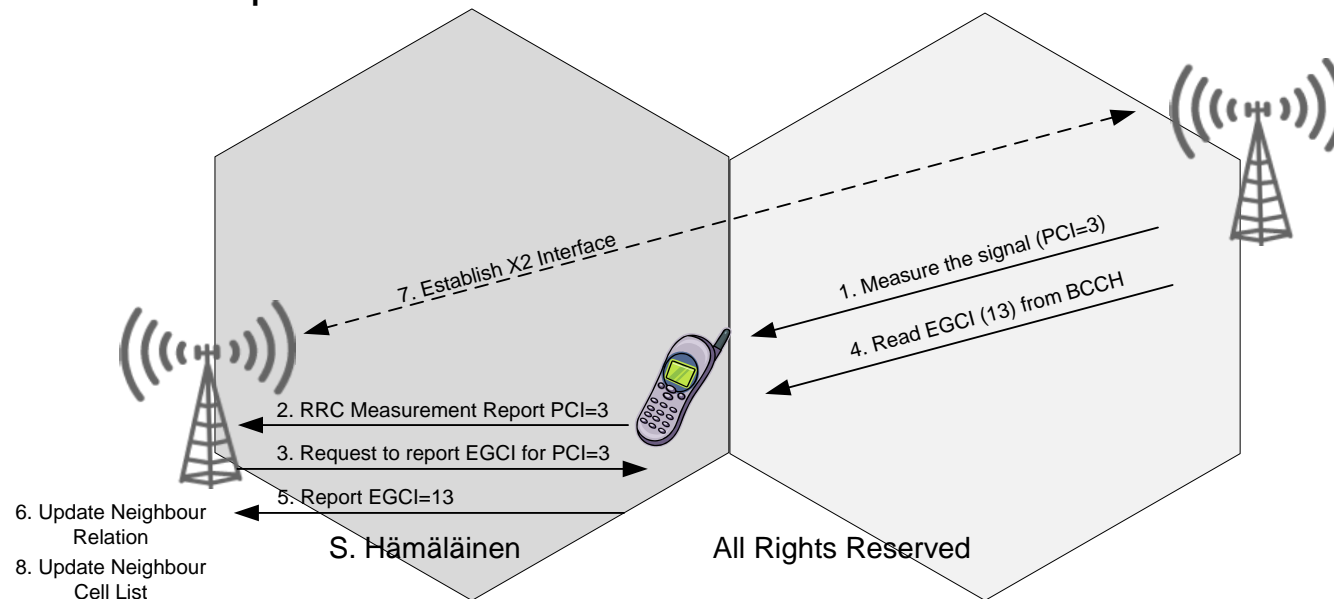 7. Establish X2 Interface
1. Measure the signal (PCI=3)
4. Read EGCI (13) from BCCH
2. RRC Measurement Report PCI=3
3. Request to report EGCI for PCI=3
5. Report EGCI=13
6. Update Neighbour
Relation
8. Update Neighbour
Cell List
S. Hämäläinen
All Rights Reserved